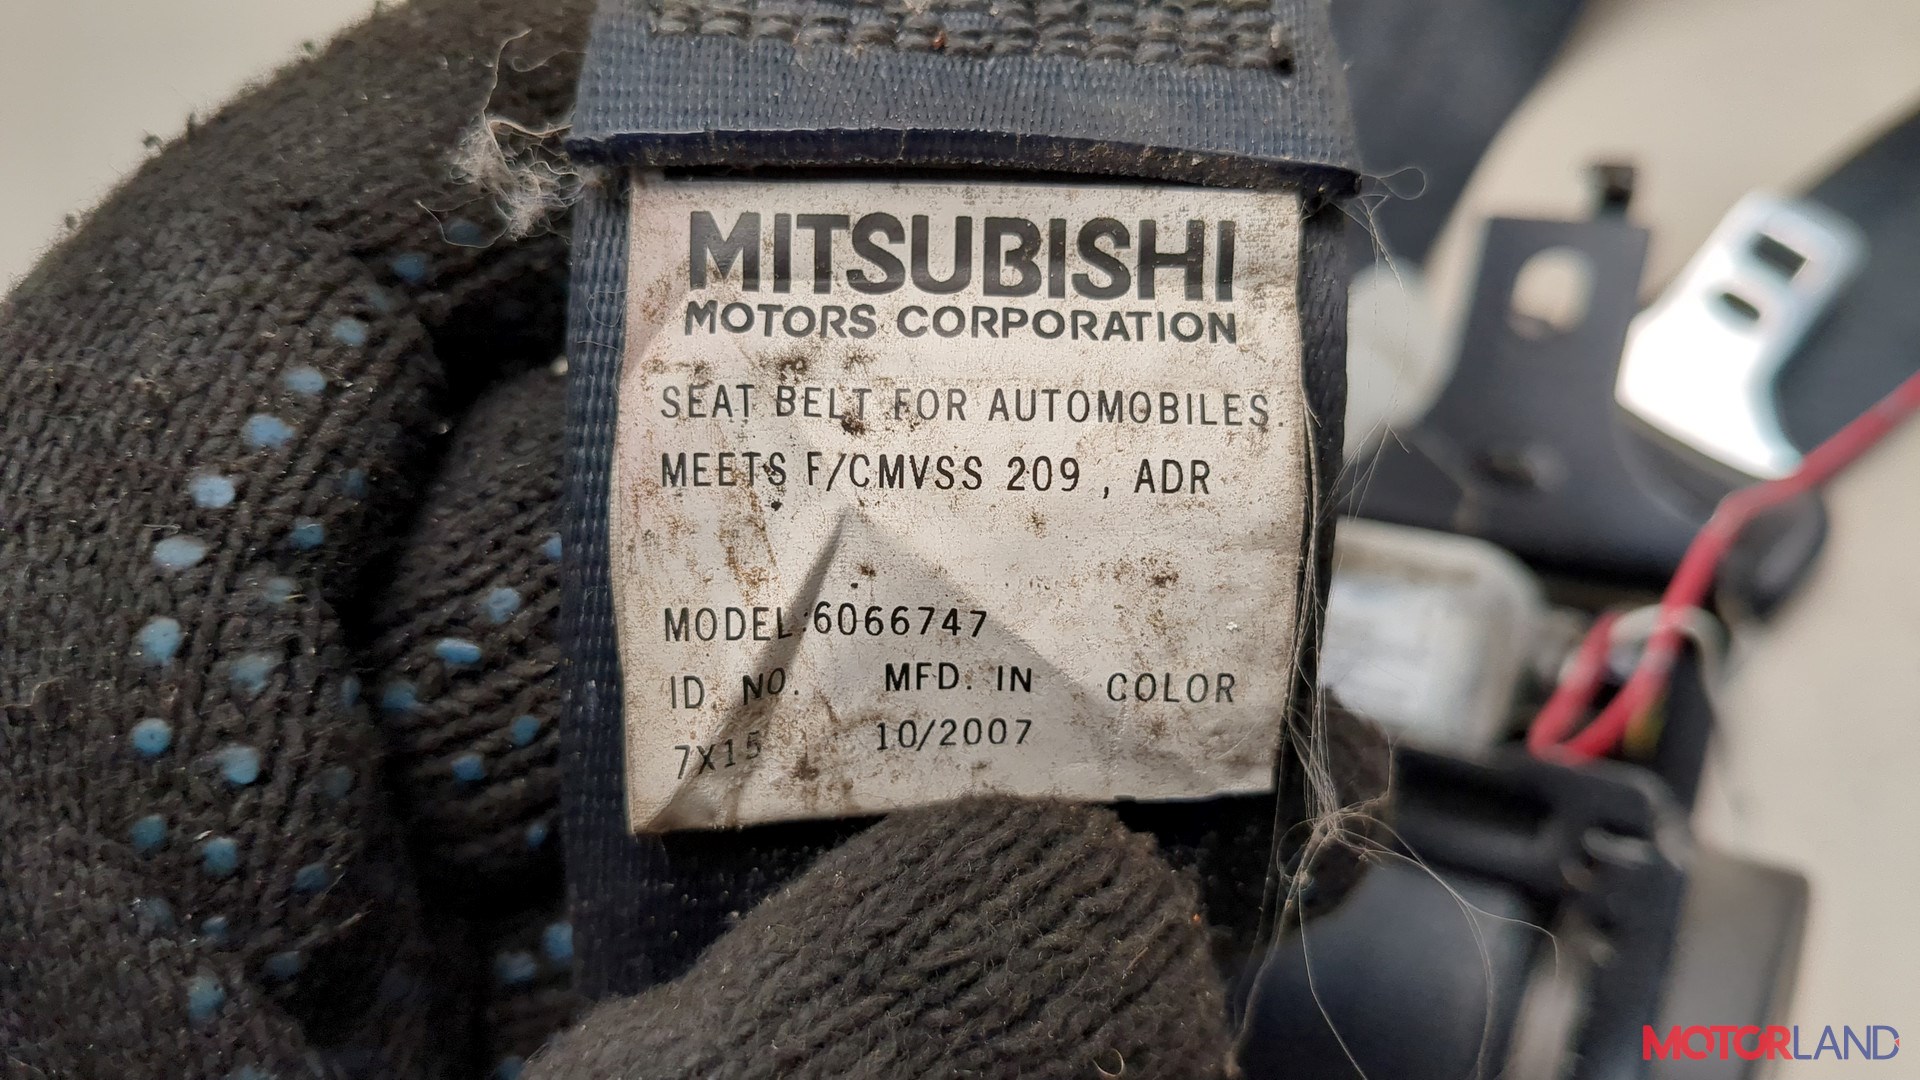 MITSUBISHI
MOTORS CORPORATION
SEAT BELT FOR AUTOMOBILES.
MEETS F/CMVSS 209 , ADR
MODEL:6066747
ID NO. MFD. IN COLOR
7X15 10/2007
MOTORLAND